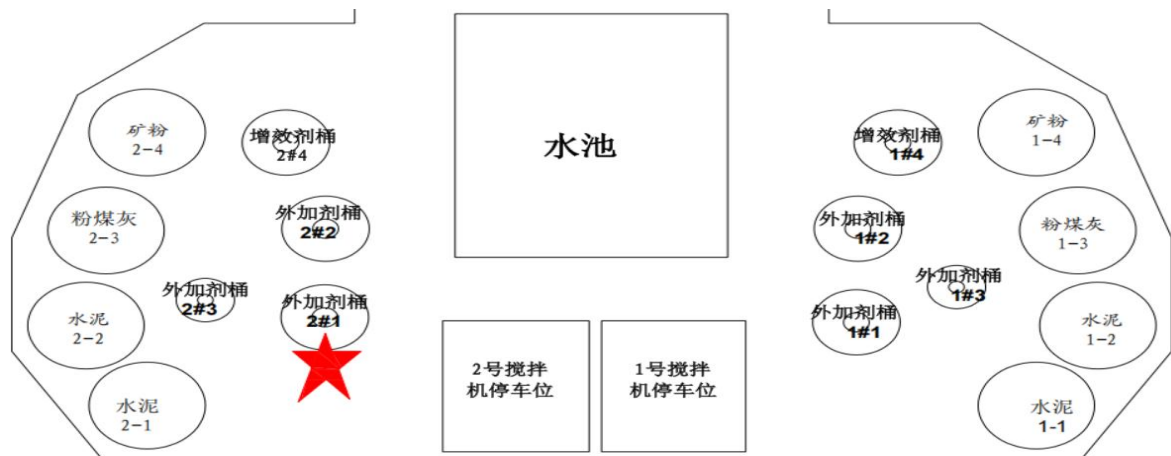 矿粉
2-4
增效剂桶
2#4
水池
增效剂桶
1#4
矿粉
1-4
粉煤灰
2-3
外加剂桶
2#2
外加剂桶
1#2
粉煤灰
1-3
外加剂桶
2#3
外加剂桶
2#1
外加剂桶
1#1
外加剂桶
1#3
水泥
2-2
水泥
1-2
2号搅拌
机停车位
1号搅拌
机停车位
水泥
2-1
水泥
1-1